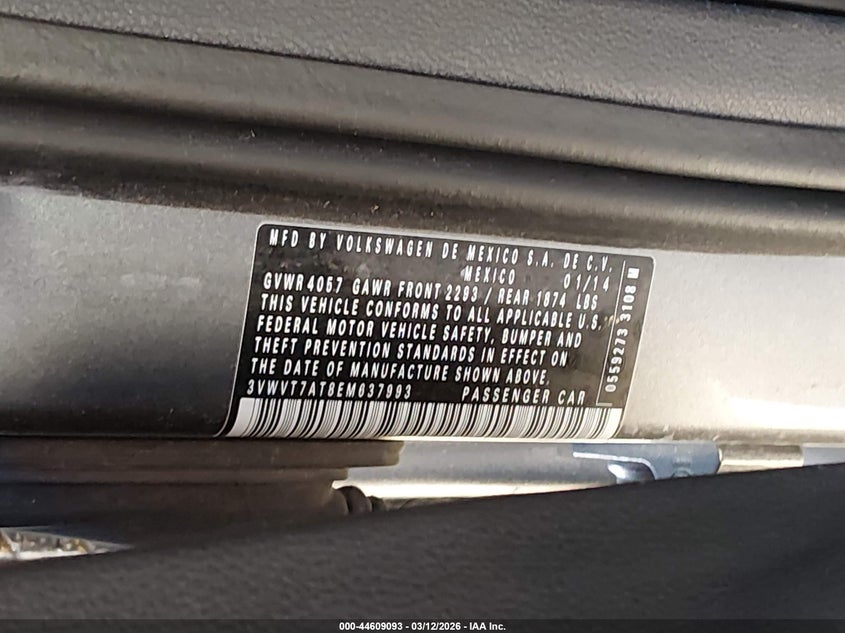 MFD BY VOLKSWAGEN DE MEXICO S.A. DE C.V.
MEXICO 01/14
GVWR 4057 GAWR FRONT 2293 / REAR 1874 LBS
THIS VEHICLE CONFORMS TO ALL APPLICABLE U.S.
FEDERAL MOTOR VEHICLE SAFETY, BUMPER AND
THEFT PREVENTION STANDARDS IN EFFECT ON
THE DATE OF MANUFACTURE SHOWN ABOVE.
3VWVT7AT8EM637993 PASSENGER CAR
0559273 3108 M
000-44609093 - 03/12/2026 - IAA Inc.